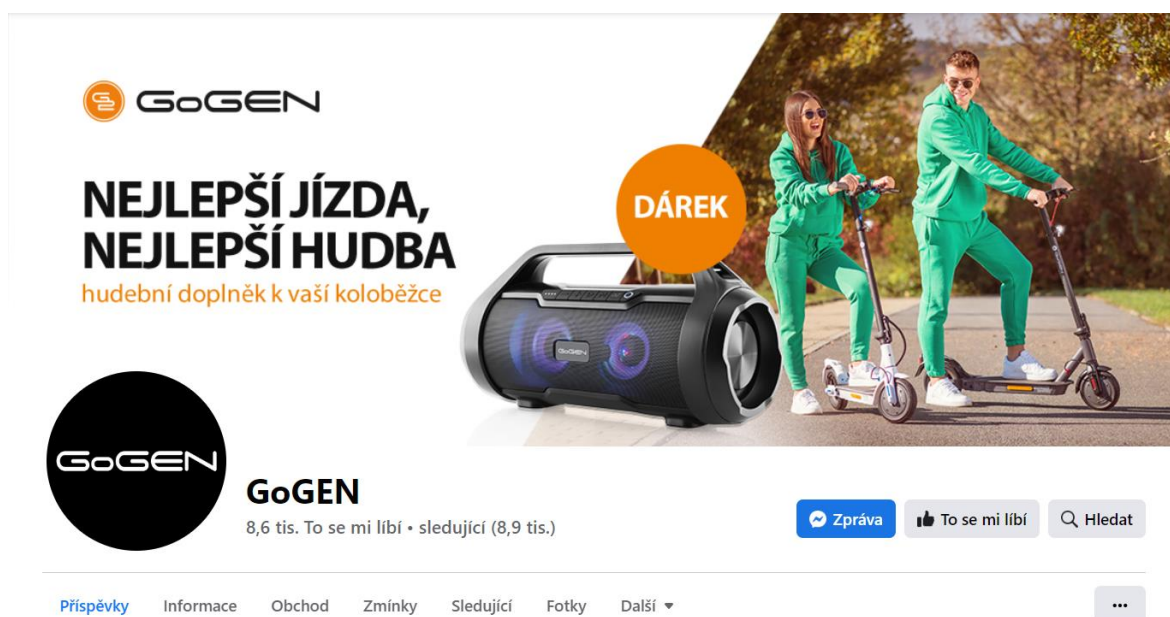 GoGEN
NEJLEPŠÍ JÍZDA,
NEJLEPŠÍ HUDBA
hudební doplněk k vaší koloběžce
DÁREK
GoGEN
GoGEN
GoGEN
8,6 tis. To se mi líbí • sledující (8,9 tis.)
Zpráva
To se mi líbí
Hledat
Příspěvky Informace Obchod Zmínky Sledující Fotky Další